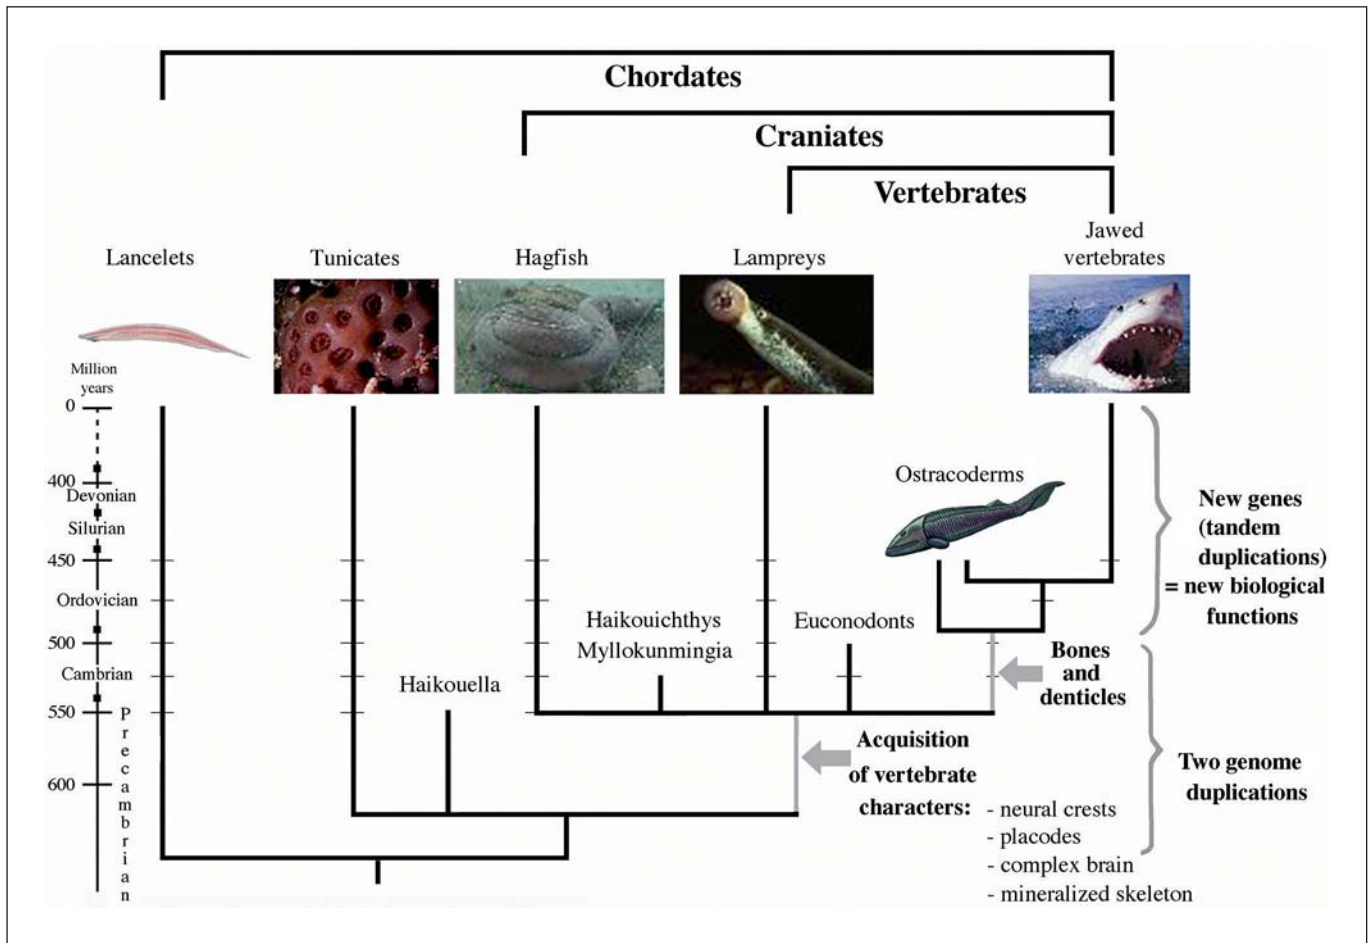 Chordates
Craniates
Vertebrates
Lancelets
Tunicates
Hagfish
Lampreys
Jawed
vertebrates
Million
years
0
400
Devonian
Silurian
450
Ordovician
500
Cambrian
550
600
Precambrian
Haikouella
Haikouichthys
Myllokunmingia
Euconodonts
Ostracoderms
New genes
(tandem
duplications)
= new biological
functions
Bones
and
denticles
Acquisition
of vertebrate
characters:
- neural crests
- placodes
- complex brain
- mineralized skeleton
Two genome
duplications